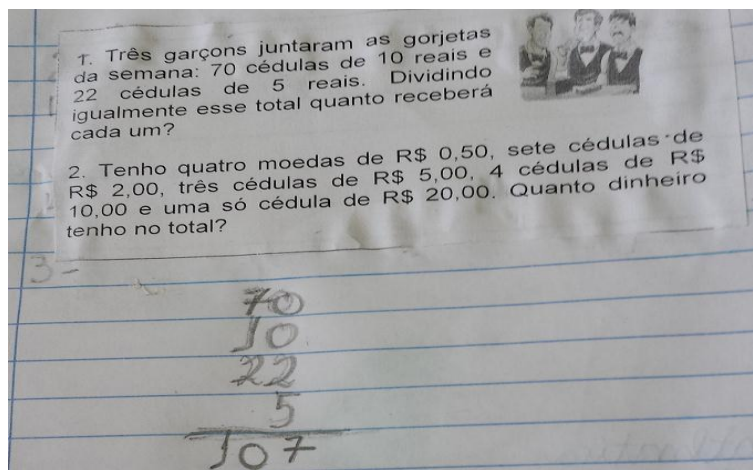 1. Três garçons juntaram as gorjetas
da semana: 70 cédulas de 10 reais e
22 cédulas de 5 reais. Dividindo
igualmente esse total quanto receberá
cada um?
2. Tenho quatro moedas de R$ 0,50, sete cédulas de
R$ 2,00, três cédulas de R$ 5,00, 4 cédulas de R$
10,00 e uma só cédula de R$ 20,00. Quanto dinheiro
tenho no total?
3-
70
10
22
5
107